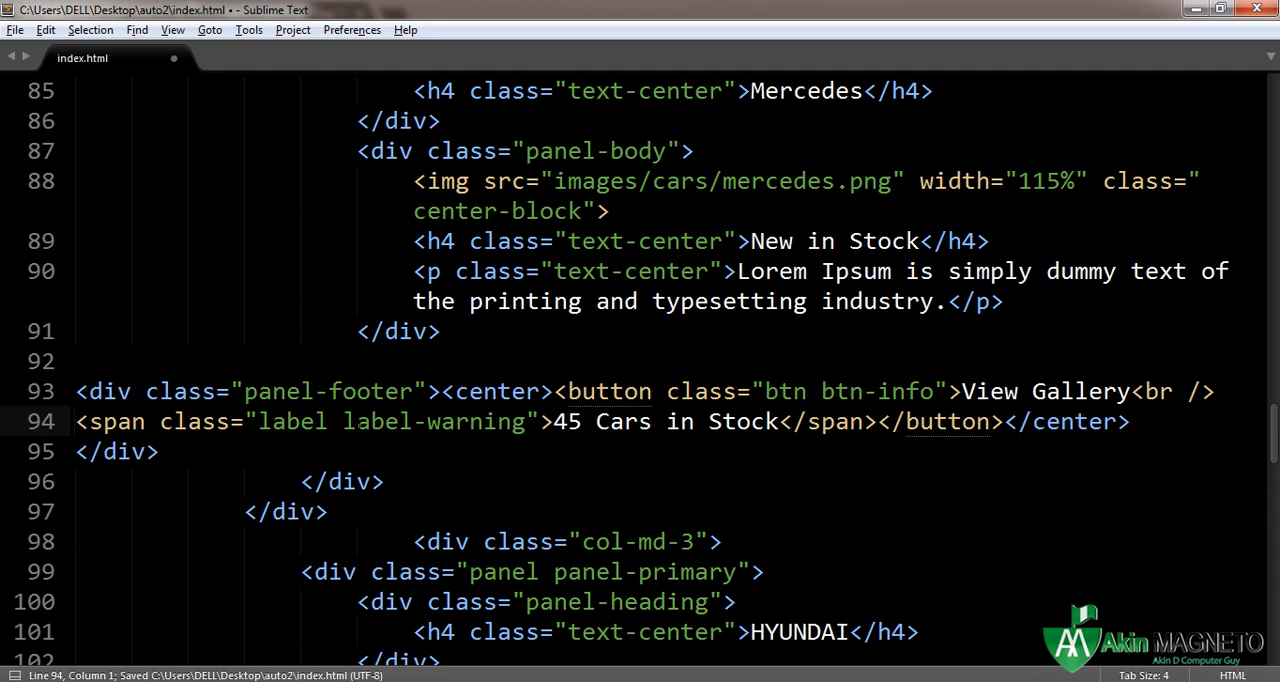 C:\Users\DELL\Desktop\auto2\index.html • - Sublime Text
File Edit Selection Find View Goto Tools Project Preferences Help
index.html
85 <h4 class="text-center">Mercedes</h4>
86 </div>
87 <div class="panel-body">
88 <img src="images/cars/mercedes.png" width="115%" class="
center-block">
89 <h4 class="text-center">New in Stock</h4>
90 <p class="text-center">Lorem Ipsum is simply dummy text of
the printing and typesetting industry.</p>
91 </div>
92
93 <div class="panel-footer"><center><button class="btn btn-info">View Gallery<br />
94 <span class="label label-warning">45 Cars in Stock</span></button></center>
95 </div>
96 </div>
97 </div>
98 <div class="col-md-3">
99 <div class="panel panel-primary">
100 <div class="panel-heading">
101 <h4 class="text-center">HYUNDAI</h4>
102 </div>
Akin MAGNETO
Akin D Computer Guy
Line 94, Column 1; Saved C:\Users\DELL\Desktop\auto2\index.html (UTF-8) Tab Size: 4 HTML